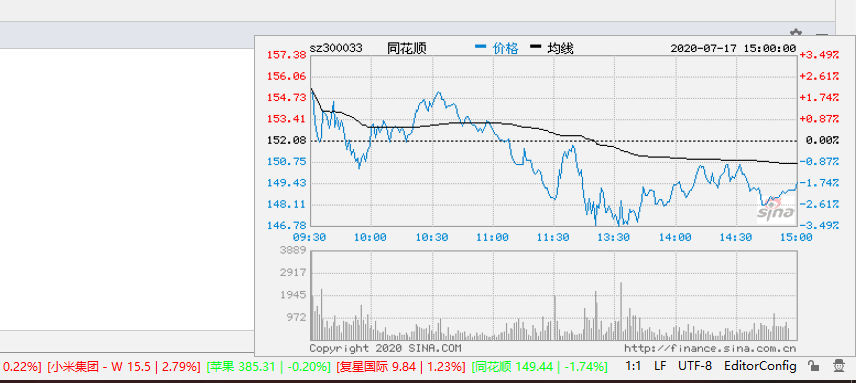 sz300033 同花顺 价格 均线 2020-07-17 15:00:00
157.38 +3.49%
156.06 +2.61%
154.73 +1.74%
153.41 +0.87%
152.08 0.00%
150.75 -0.87%
149.43 -1.74%
148.11 -2.61%
sina
146.78 -3.49%
09:30 10:00 10:30 11:00 11:30 13:30 14:00 14:30 15:00
3889
2917
1945
972
Copyright 2020 SINA.COM http://finance.sina.com.cn
0.22%] [小米集团 - W 15.5 | 2.79%] [苹果 385.31 | -0.20%] [复星国际 9.84 | 1.23%] [同花顺 149.44 | -1.74%] 1:1 LF UTF-8 EditorConfig